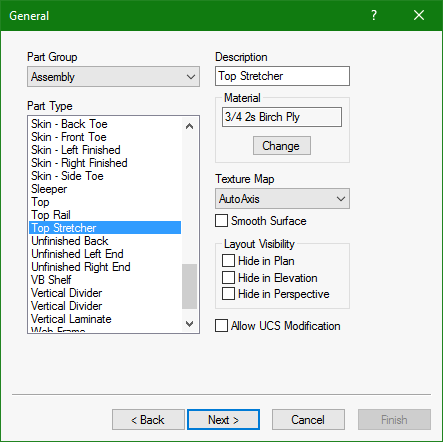 General
? ×
Part Group
Assembly
Part Type
Skin - Back Toe
Skin - Front Toe
Skin - Left Finished
Skin - Right Finished
Skin - Side Toe
Sleeper
Top
Top Rail
Top Stretcher
Unfinished Back
Unfinished Left End
Unfinished Right End
VB Shelf
Vertical Divider
Vertical Divider
Vertical Laminate
Web Frame
Description
Top Stretcher
Material
3/4 2s Birch Ply
Change
Texture Map
AutoAxis
Smooth Surface
Layout Visibility
Hide in Plan
Hide in Elevation
Hide in Perspective
Allow UCS Modification
< Back
Next >
Cancel
Finish